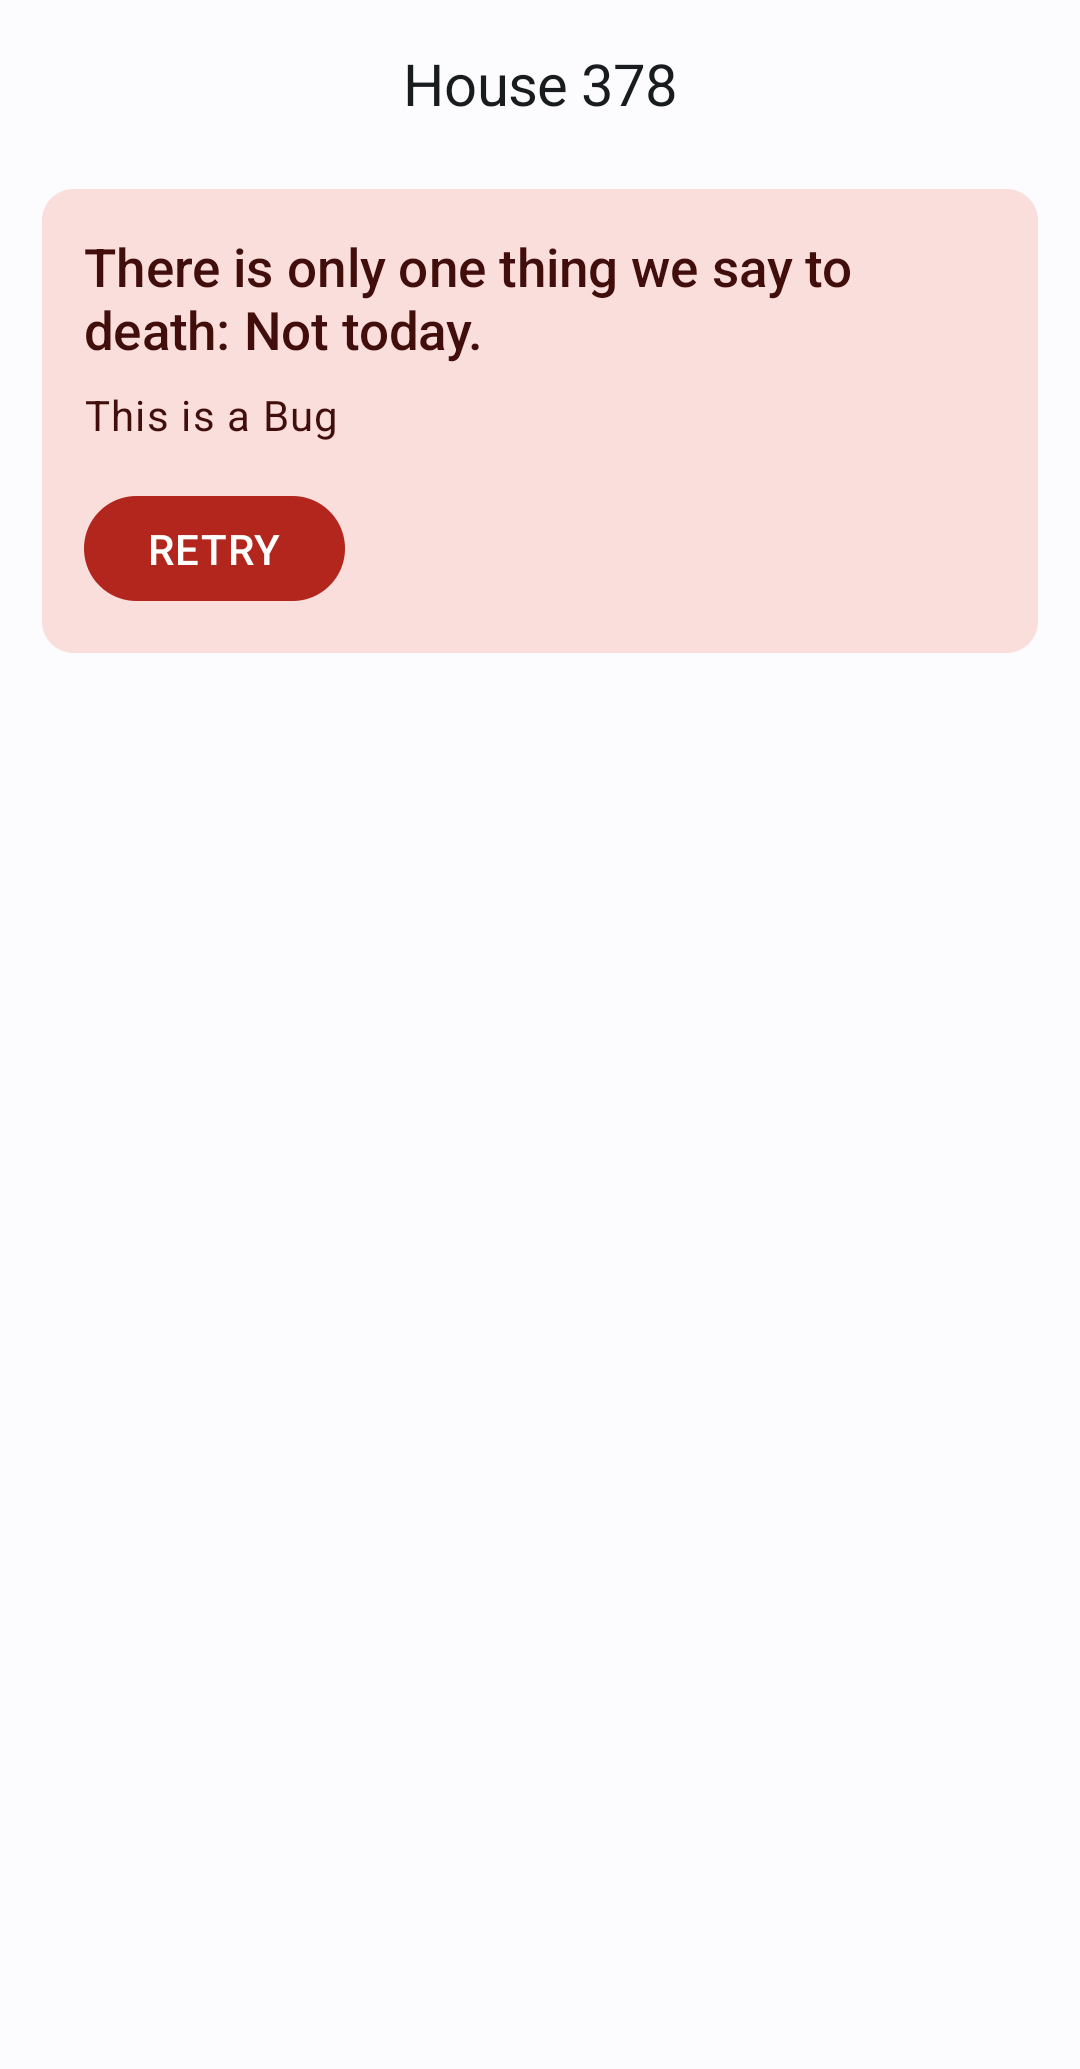 House 378
There is only one thing we say to
death: Not today.
This is a Bug
RETRY